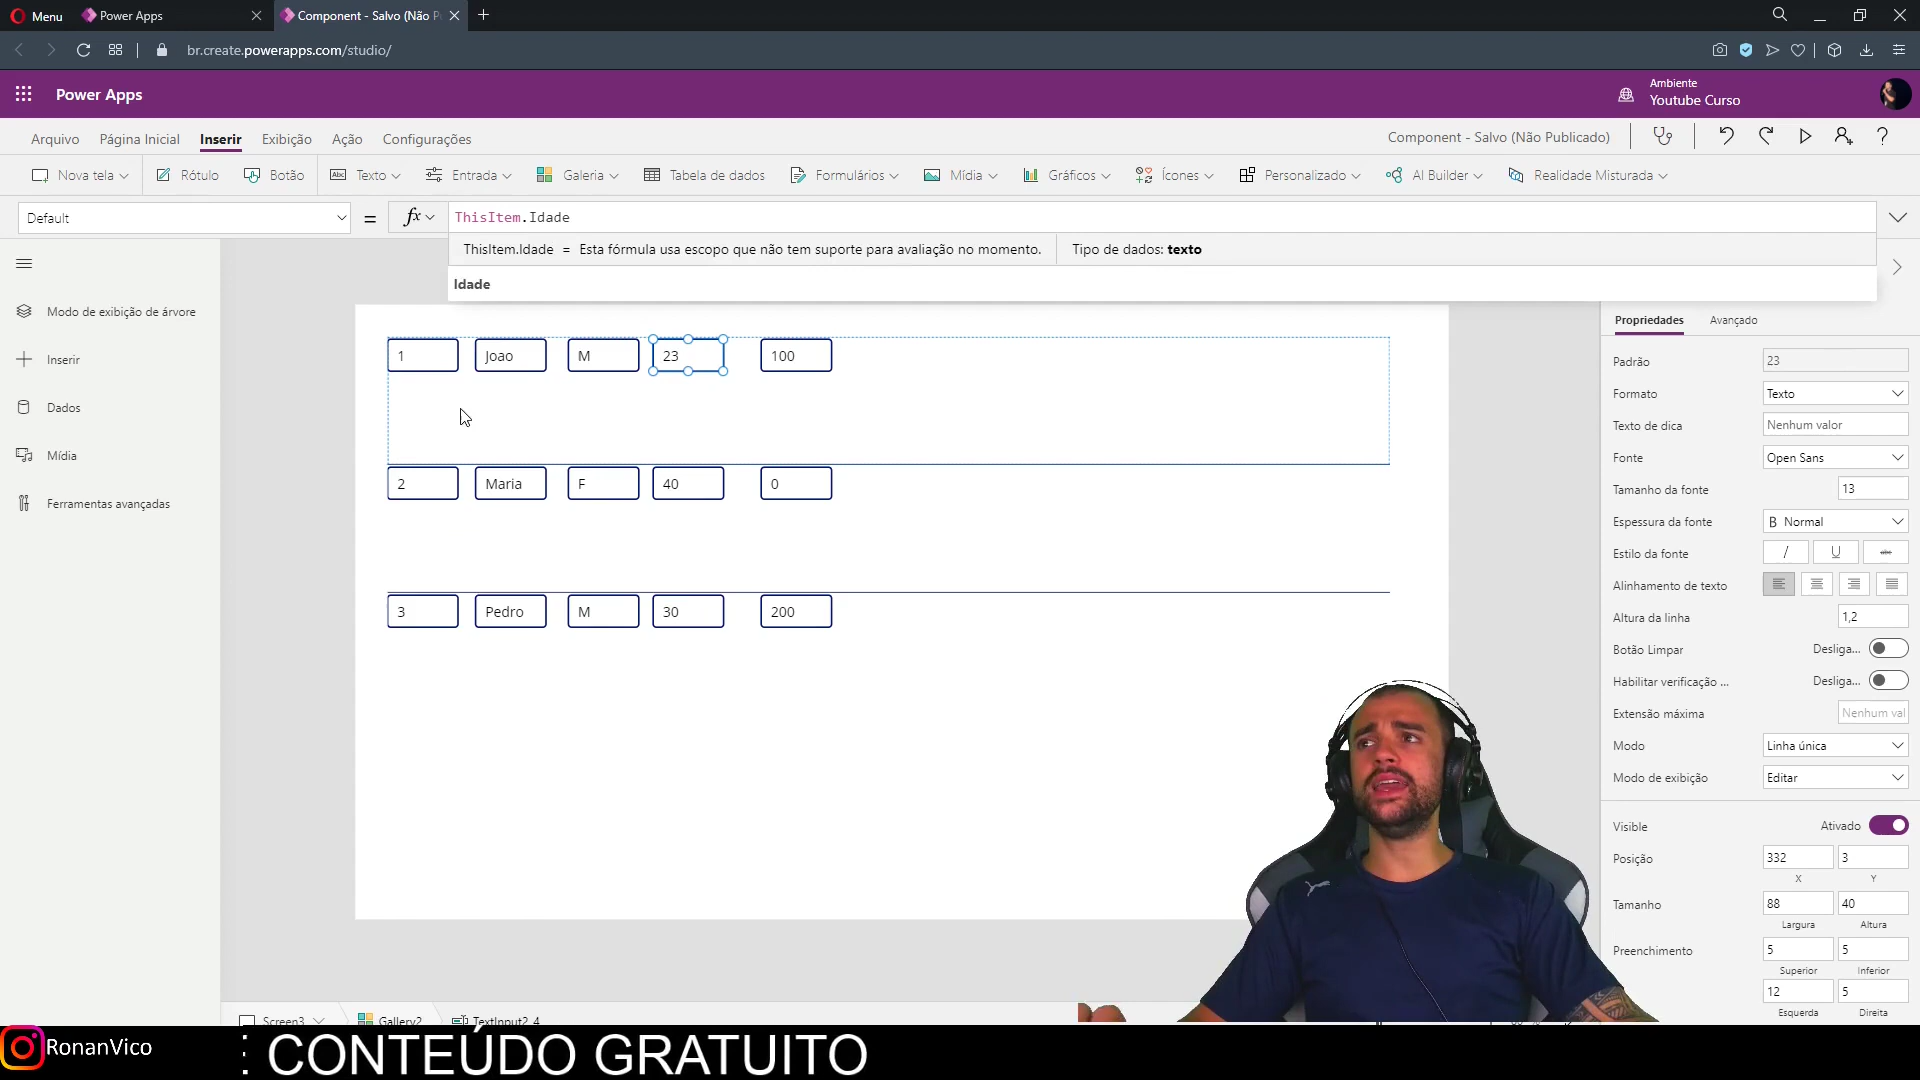 Menu
Power Apps
Component - Salvo (Não P
br.create.powerapps.com/studio/
Power Apps
Ambiente
Youtube Curso
Arquivo
Página Inicial
Inserir
Exibição
Ação
Configurações
Component - Salvo (Não Publicado)
Nova tela
Rótulo
Botão
Abc Texto
Entrada
Galeria
Tabela de dados
Formulários
Mídia
Gráficos
Ícones
Personalizado
AI Builder
Realidade Misturada
Default
=
fx
ThisItem.Idade
ThisItem.Idade = Esta fórmula usa escopo que não tem suporte para avaliação no momento.
Tipo de dados: texto
Idade
Modo de exibição de árvore
Inserir
Dados
Mídia
Ferramentas avançadas
1 Joao M 23 100
2 Maria F 40 0
3 Pedro M 30 200
Propriedades
Avançado
Padrão 23
Formato Texto
Texto de dica Nenhum valor
Fonte Open Sans
Tamanho da fonte 13
Espessura da fonte B Normal
Estilo da fonte / U abc
Alinhamento de texto
Altura da linha 1,2
Botão Limpar Desliga...
Habilitar verificação ... Desliga...
Extensão máxima Nenhum val
Modo Linha única
Modo de exibição Editar
Visible Ativado
Posição 332 3
X Y
Tamanho 88 40
Largura Altura
Preenchimento 5 5
Superior Inferior
12 5
Esquerda Direita
Screen3
Gallery2
TextInput2_4
RonanVico
: CONTEÚDO GRATUITO